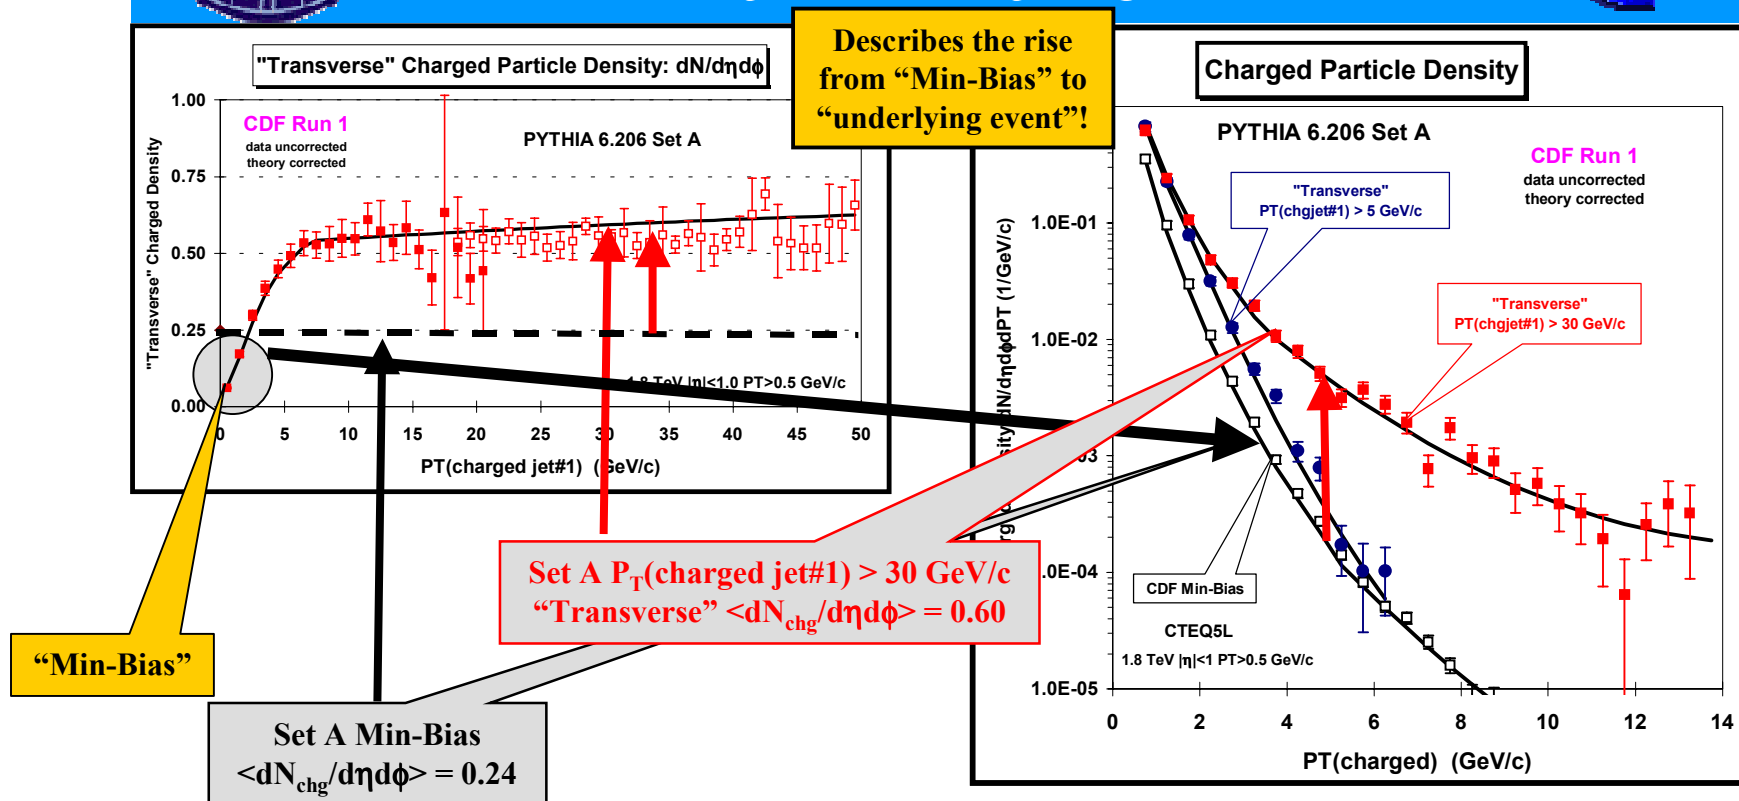 Describes the rise
from “Min-Bias” to
“underlying event”!
"Transverse" Charged Particle Density: dN/dηdϕ
1.00
0.75
0.50
0.25
0.00
"Transverse" Charged Density
CDF Run 1
data uncorrected
theory corrected
PYTHIA 6.206 Set A
1.8 TeV |η|<1.0 PT>0.5 GeV/c
0 5 10 15 20 25 30 35 40 45 50
PT(charged jet#1) (GeV/c)
Charged Particle Density
PYTHIA 6.206 Set A
CDF Run 1
data uncorrected
theory corrected
"Transverse"
PT(chgjet#1) > 5 GeV/c
"Transverse"
PT(chgjet#1) > 30 GeV/c
1.0E-01
1.0E-02
1.0E-05
dN/dηdϕdPT (1/GeV/c)
CDF Min-Bias
CTEQ5L
1.8 TeV |η|<1 PT>0.5 GeV/c
0 2 4 6 8 10 12 14
PT(charged) (GeV/c)
Set A P_T(charged jet#1) > 30 GeV/c
“Transverse” <dN_chg/dηdϕ> = 0.60
“Min-Bias”
Set A Min-Bias
<dN_chg/dηdϕ> = 0.24